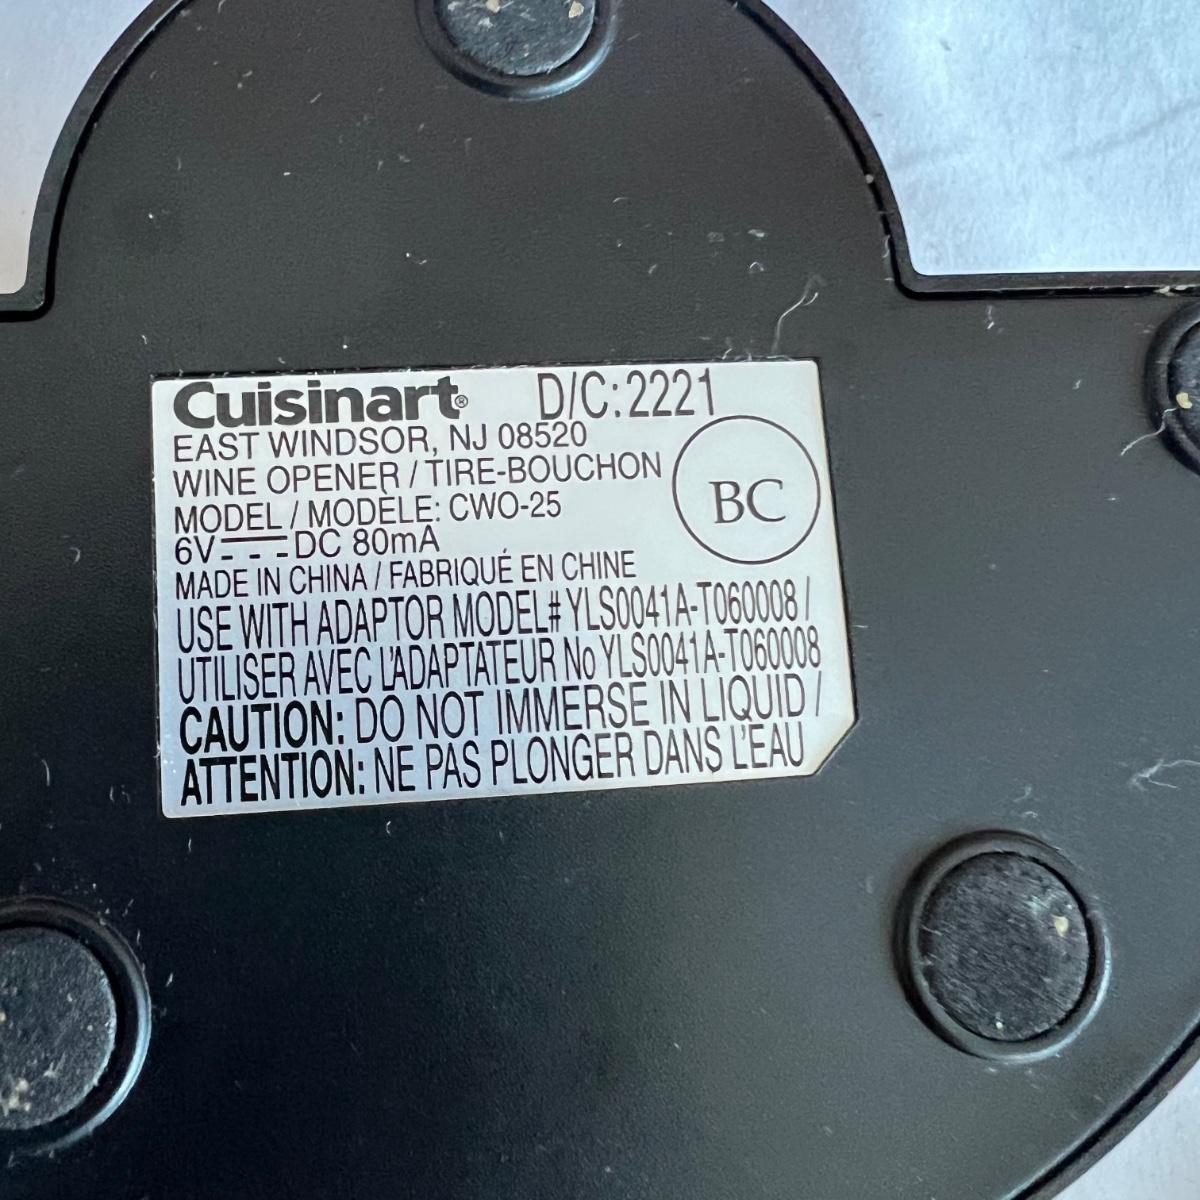 Cuisinart® D/C: 2221
EAST WINDSOR, NJ 08520
WINE OPENER / TIRE-BOUCHON
MODEL / MODÈLE: CWO-25
BC
6V DC 80mA
MADE IN CHINA / FABRIQUÉ EN CHINE
USE WITH ADAPTOR MODEL# YLS0041A-T060008 /
UTILISER AVEC L'ADAPTATEUR No YLS0041A-T060008
CAUTION: DO NOT IMMERSE IN LIQUID /
ATTENTION: NE PAS PLONGER DANS L'EAU